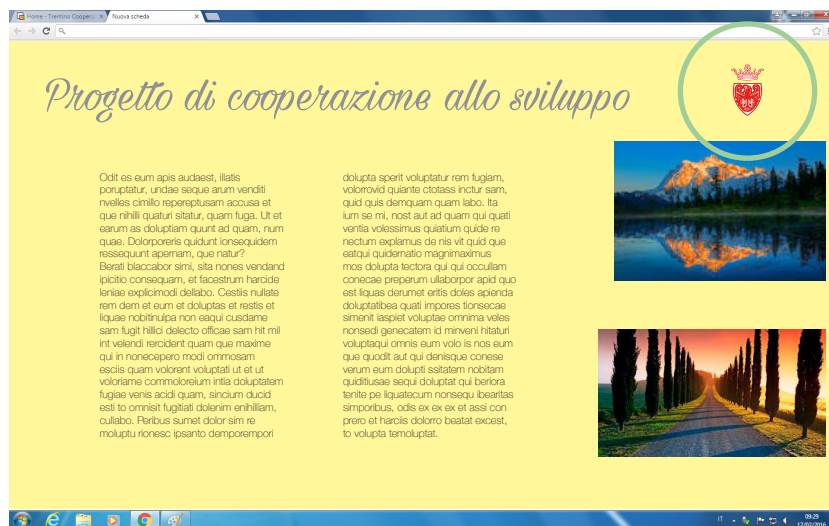 Home - Trentino Cooper
Nuova scheda
Progetto di cooperazione allo sviluppo
Odit es eum apis audaest, illatis
poruptatur, undae seque arum venditi
nvelles cimillo repereptusam accusa et
que nihilli quaturi sitatur, quam fuga. Ut et
earum as doluptiam quunt ad quam, num
quae. Dolorporeris quidunt ionsequidem
ressequunt apernam, que natur?
Berati blaccabor simi, sita nones vendand
ipicitio consequam, et facestrum harcide
leniae explicimodi dellabo. Cestiis nullate
rem dem et eum et doluptas et restis et
liquae nobitinulpa non eaqui cusdame
sam fugit hillici delecto officae sam hit mil
int velendi rercident quam que maxime
qui in nonecepero modi ommosam
esciis quam volorent voluptati ut et ut
voloriame commoloreium intia doluptatem
fugiae venis acidi quam, sincium ducid
esti to omnisit fugitiati dolenim enihilliam,
cullabo. Peribus sumet dolor sim re
moluptu rionesc ipsanto demporempori
dolupta sperit voluptatur rem fugiam,
volorrovid quiante ctotass inctur sam,
quid quis demquam quam labo. Ita
ium se mi, nost aut ad quam qui quati
ventia volessimus quiatium quide re
nectum explamus de nis vit quid que
eatqui quidernatio magnimaximus
mos dolupta tectora qui qui occullam
conecae preperum ullaborpor apid quo
est liquas derumet eritis doles apienda
doluptatibea quati impores tionsecae
simenit iaspiet voluptae omnima veles
nonsedi genecatem id minveni hitaturi
voluptaqui omnis eum volo is nos eum
que quodit aut qui denisque conese
verum eum dolupti ssitatem nobitam
quiditiusae sequi doluptat qui beriora
tenite pe liquatecum nonsequ ibearitas
simporibus, odis ex ex ex et assi con
prero et harciis dolorro beatat excest,
to volupta temoluptat.
IT
09:29
17/02/2016